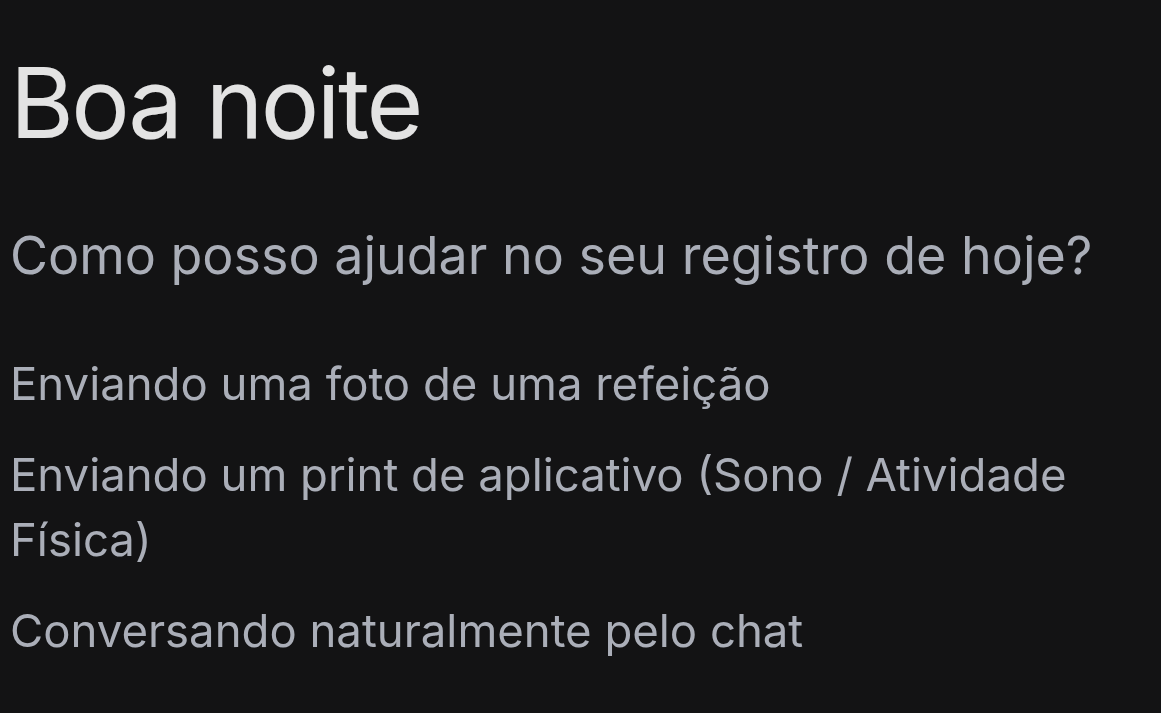 Boa noite
Como posso ajudar no seu registro de hoje?
Enviando uma foto de uma refeição
Enviando um print de aplicativo (Sono / Atividade
Física)
Conversando naturalmente pelo chat